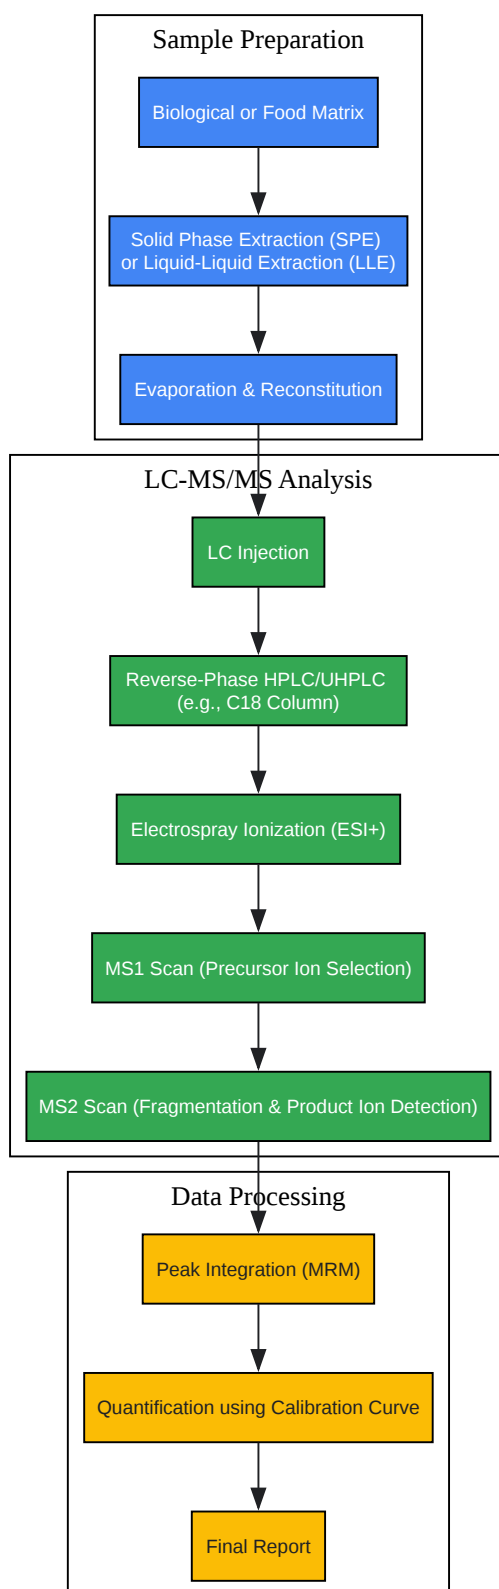 Sample Preparation
Biological or Food Matrix
Solid Phase Extraction (SPE)
or Liquid-Liquid Extraction (LLE)
Evaporation & Reconstitution
LC-MS/MS Analysis
LC Injection
Reverse-Phase HPLC/UHPLC
(e.g., C18 Column)
Electrospray Ionization (ESI+)
MS1 Scan (Precursor Ion Selection)
MS2 Scan (Fragmentation & Product Ion Detection)
Data Processing
Peak Integration (MRM)
Quantification using Calibration Curve
Final Report